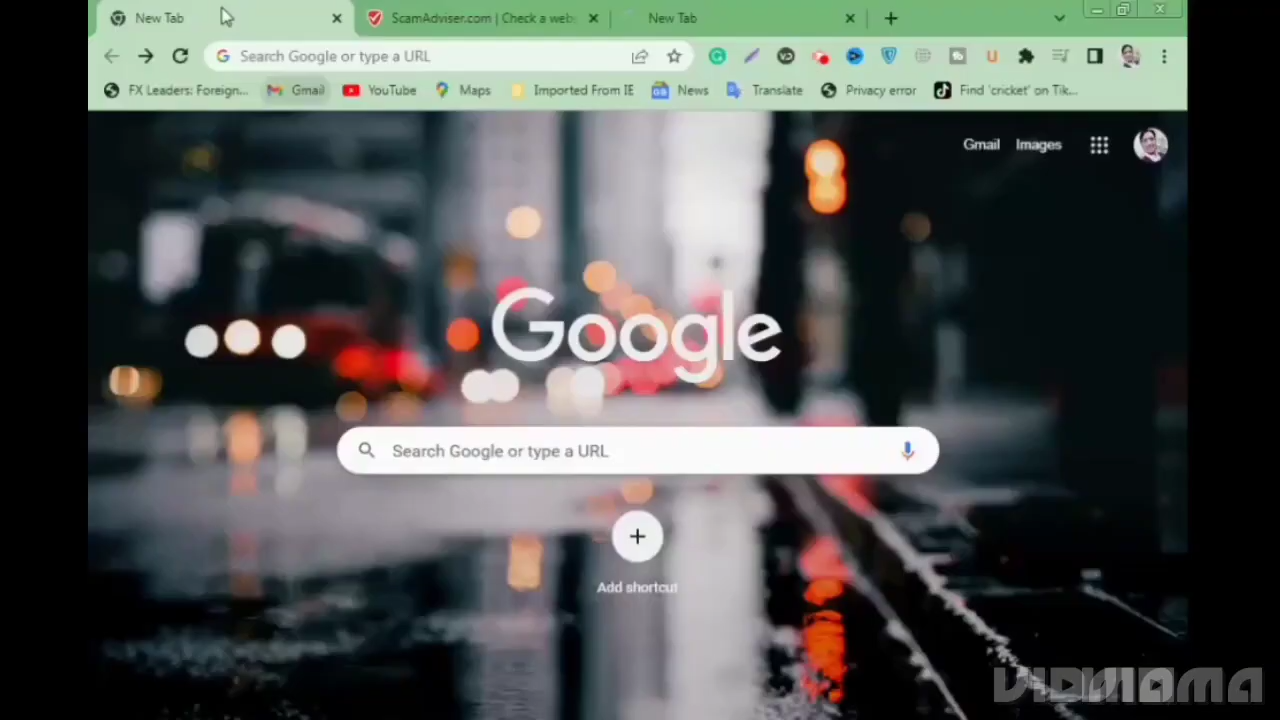 New Tab
ScamAdviser.com | Check a webs
New Tab
Search Google or type a URL
FX Leaders: Foreign...
Gmail
YouTube
Maps
Imported From IE
News
Translate
Privacy error
Find 'cricket' on Tik...
Gmail
Images
Google
Search Google or type a URL
Add shortcut
VIDMAMA